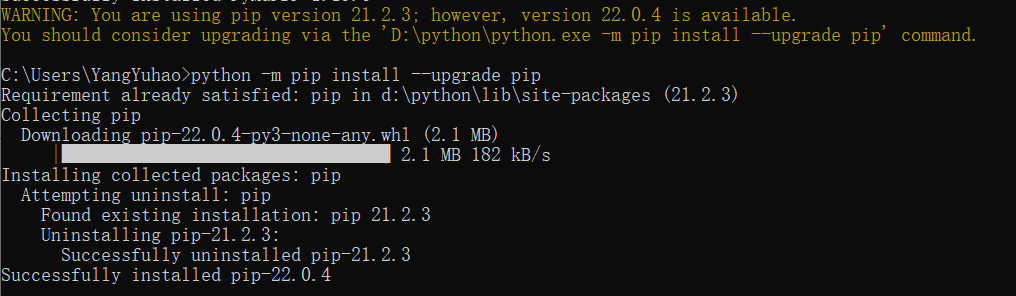 WARNING: You are using pip version 21.2.3; however, version 22.0.4 is available.
You should consider upgrading via the 'D:\python\python.exe -m pip install --upgrade pip' command.
C:\Users\YangYuhao>python -m pip install --upgrade pip
Requirement already satisfied: pip in d:\python\lib\site-packages (21.2.3)
Collecting pip
Downloading pip-22.0.4-py3-none-any.whl (2.1 MB)
2.1 MB 182 kB/s
Installing collected packages: pip
Attempting uninstall: pip
Found existing installation: pip 21.2.3
Uninstalling pip-21.2.3:
Successfully uninstalled pip-21.2.3
Successfully installed pip-22.0.4